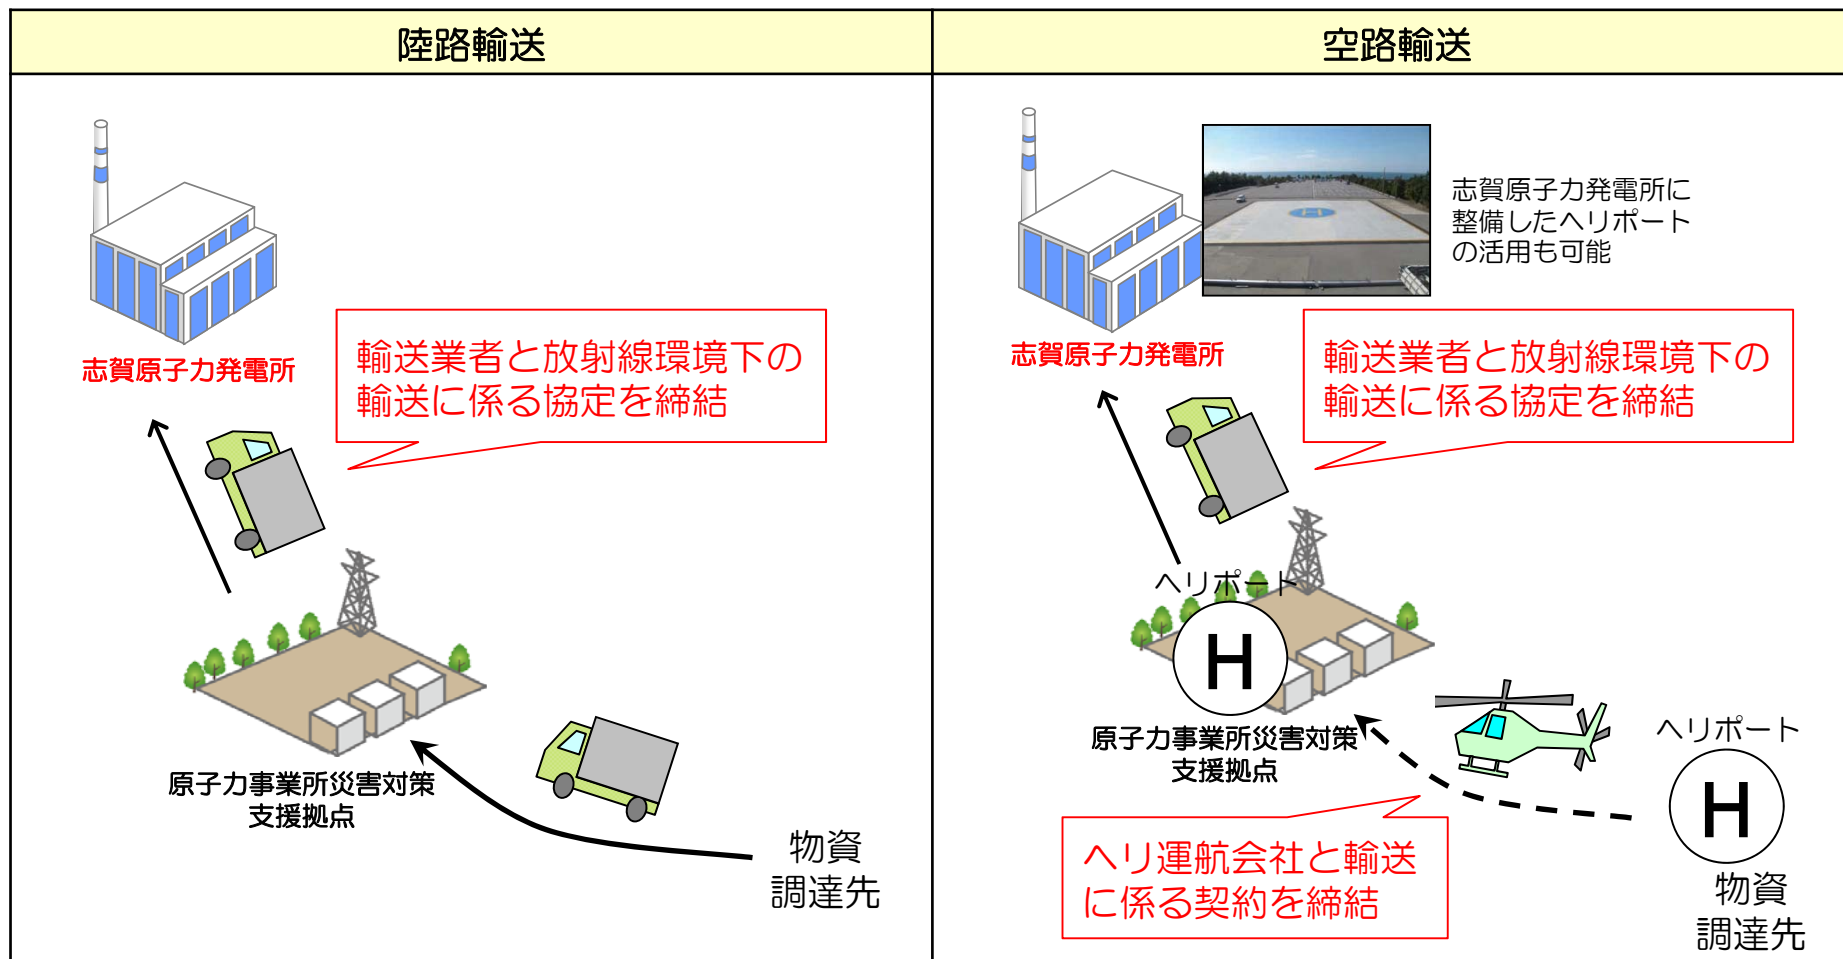 陸路輸送
志賀原子力発電所
輸送業者と放射線環境下の
輸送に係る協定を締結
原子力事業所災害対策
支援拠点
物資
調達先
空路輸送
志賀原子力発電所に
整備したヘリポート
の活用も可能
H
志賀原子力発電所
輸送業者と放射線環境下の
輸送に係る協定を締結
ヘリポート
H
原子力事業所災害対策
支援拠点
ヘリポート
H
物資
調達先
ヘリ運航会社と輸送
に係る契約を締結